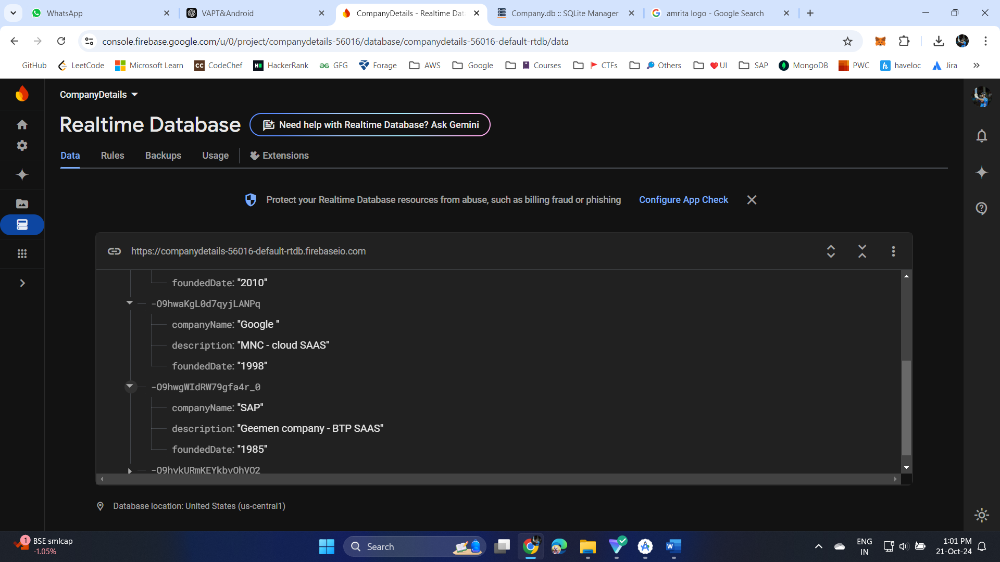 WhatsApp
VAPT&Android
CompanyDetails - Realtime Dat
Company.db :: SQLite Manager
amrita logo - Google Search
console.firebase.google.com/u/0/project/companydetails-56016/database/companydetails-56016-default-rtdb/data
GitHub
LeetCode
Microsoft Learn
CC
CodeChef
H
HackerRank
GFG
Forage
AWS
Google
Courses
CTFs
Others
UI
SAP
MongoDB
PWC
h
haveloc
Jira
CompanyDetails
Realtime Database
Need help with Realtime Database? Ask Gemini
Data
Rules
Backups
Usage
Extensions
Protect your Realtime Database resources from abuse, such as billing fraud or phishing
Configure App Check
https://companydetails-56016-default-rtdb.firebaseio.com
foundedDate: "2010"
-O9hwaKgL0d7qyjLANPq
companyName: "Google "
description: "MNC - cloud SAAS"
foundedDate: "1998"
-O9hwgWIdRW79gfa4r_0
companyName: "SAP"
description: "Geemen company - BTP SAAS"
foundedDate: "1985"
Database location: United States (us-central1)
1
BSE smlcap
-1.05%
Search
W
ENG
IN
1:01 PM
21-Oct-24